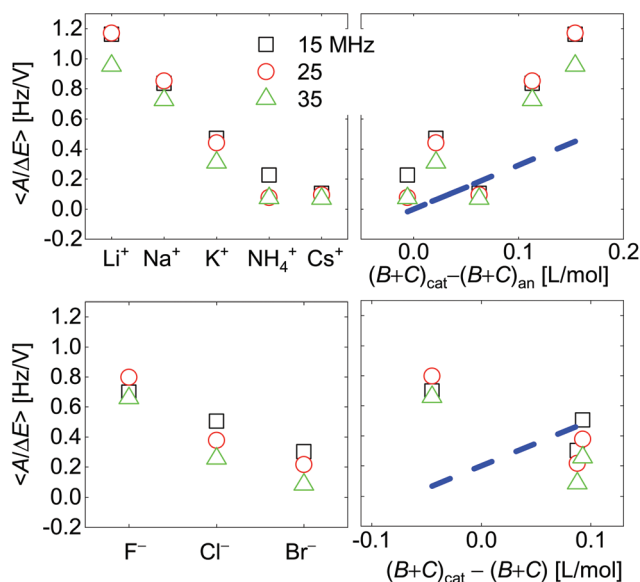 <A/ΔE> [Hz/V]
1.2
1.0
0.8
0.6
0.4
0.2
0.0
-0.2
15 MHz
25
35
Li⁺ Na⁺ K⁺ NH₄⁺ Cs⁺
0.0 0.1 0.2
(B+C)cat–(B+C)an [L/mol]
<A/ΔE> [Hz/V]
1.2
1.0
0.8
0.6
0.4
0.2
0.0
-0.2
F⁻ Cl⁻ Br⁻
-0.1 0.0 0.1
(B+C)cat – (B+C) [L/mol]